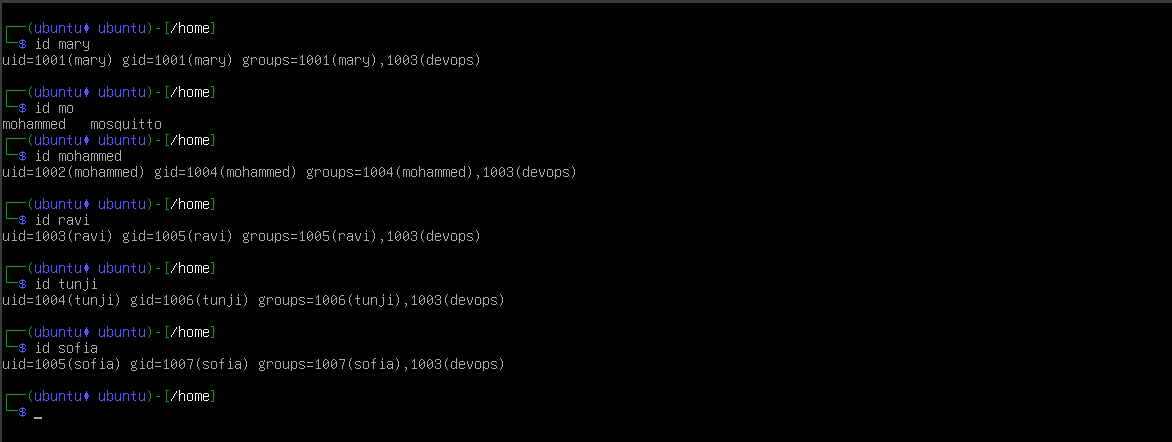 ┌──(ubuntu♦ ubuntu)-[/home]
└─$ id mary
uid=1001(mary) gid=1001(mary) groups=1001(mary),1003(devops)
┌──(ubuntu♦ ubuntu)-[/home]
└─$ id mo
mohammed   mosquitto
┌──(ubuntu♦ ubuntu)-[/home]
└─$ id mohammed
uid=1002(mohammed) gid=1004(mohammed) groups=1004(mohammed),1003(devops)
┌──(ubuntu♦ ubuntu)-[/home]
└─$ id ravi
uid=1003(ravi) gid=1005(ravi) groups=1005(ravi),1003(devops)
┌──(ubuntu♦ ubuntu)-[/home]
└─$ id tunji
uid=1004(tunji) gid=1006(tunji) groups=1006(tunji),1003(devops)
┌──(ubuntu♦ ubuntu)-[/home]
└─$ id sofia
uid=1005(sofia) gid=1007(sofia) groups=1007(sofia),1003(devops)
┌──(ubuntu♦ ubuntu)-[/home]
└─$ _